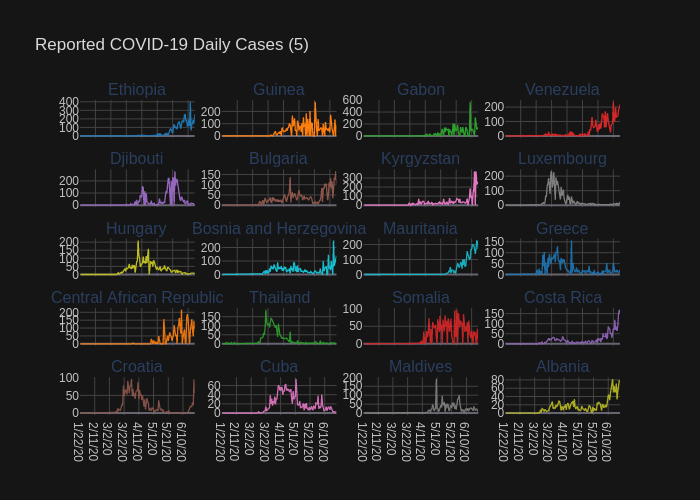 Reported COVID-19 Daily Cases (5)
Ethiopia Guinea Gabon Venezuela
400 300 200 100 0
200 100 0
600 400 200 0
200 100 0
Djibouti Bulgaria Kyrgyzstan Luxembourg
200 100 0
150 100 50 0
300 200 100 0
200 100 0
Hungary Bosnia and Herzegovina Mauritania Greece
200 150 100 50 0
200 100 0
200 100 0
150 100 50 0
Central African Republic Thailand Somalia Costa Rica
200 150 100 50 0
150 100 50 0
100 50 0
150 100 50 0
Croatia Cuba Maldives Albania
100 50 0
60 40 20 0
200 150 100 50 0
80 60 40 20 0
1/22/20 2/11/20 3/2/20 3/22/20 4/11/20 5/1/20 5/21/20 6/10/20
1/22/20 2/11/20 3/2/20 3/22/20 4/11/20 5/1/20 5/21/20 6/10/20
1/22/20 2/11/20 3/2/20 3/22/20 4/11/20 5/1/20 5/21/20 6/10/20
1/22/20 2/11/20 3/2/20 3/22/20 4/11/20 5/1/20 5/21/20 6/10/20